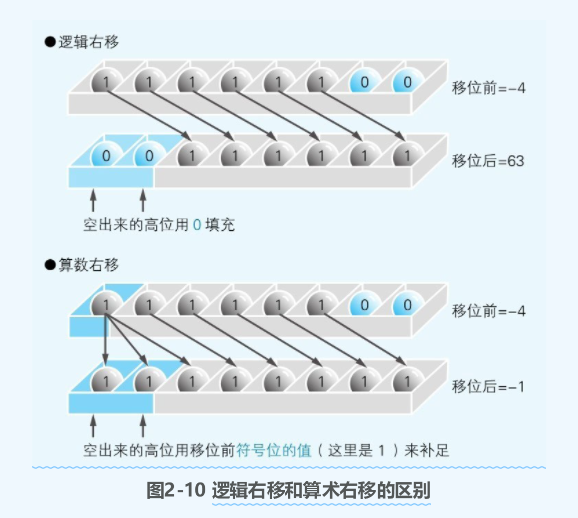 ●逻辑右移
1 1 1 1 1 1 0 0 移位前=-4
0 0 1 1 1 1 1 1 移位后=63
空出来的高位用 0 填充
●算数右移
1 1 1 1 1 1 0 0 移位前=-4
1 1 1 1 1 1 1 1 移位后=-1
空出来的高位用移位前符号位的值（这里是 1 ）来补足
图2-10 逻辑右移和算术右移的区别